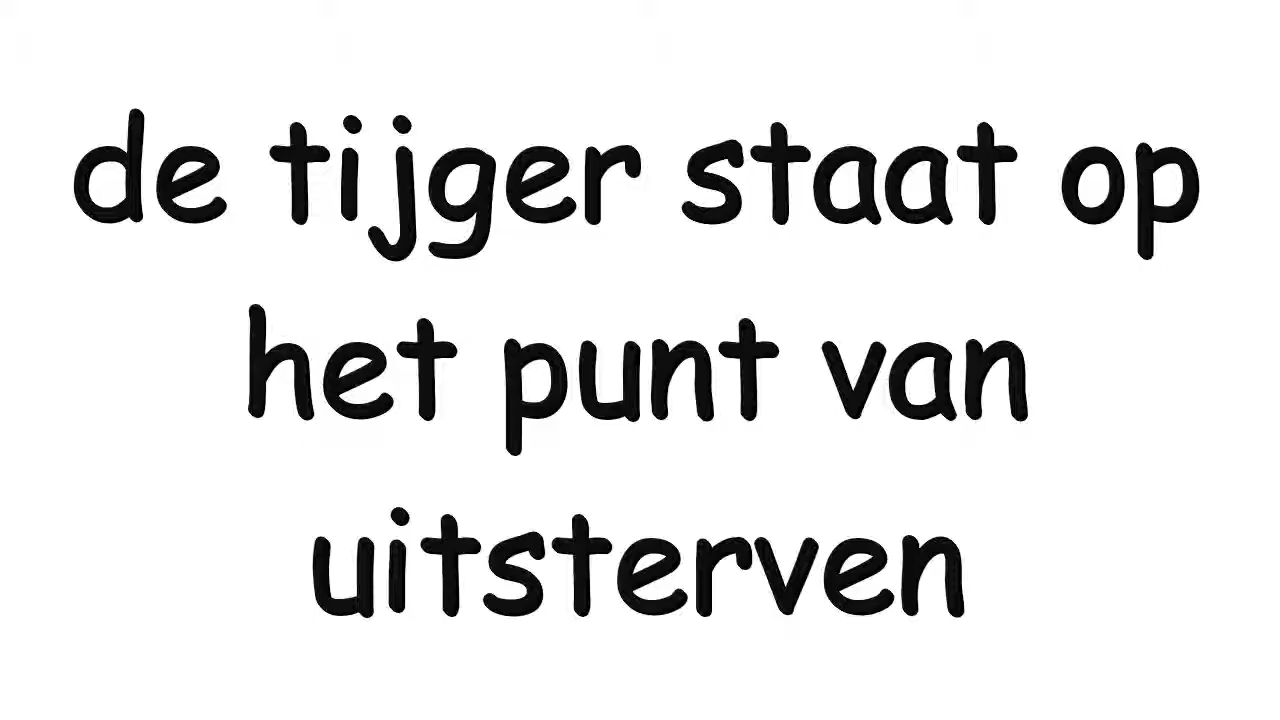 de tijger staat op
het punt van
uitsterven